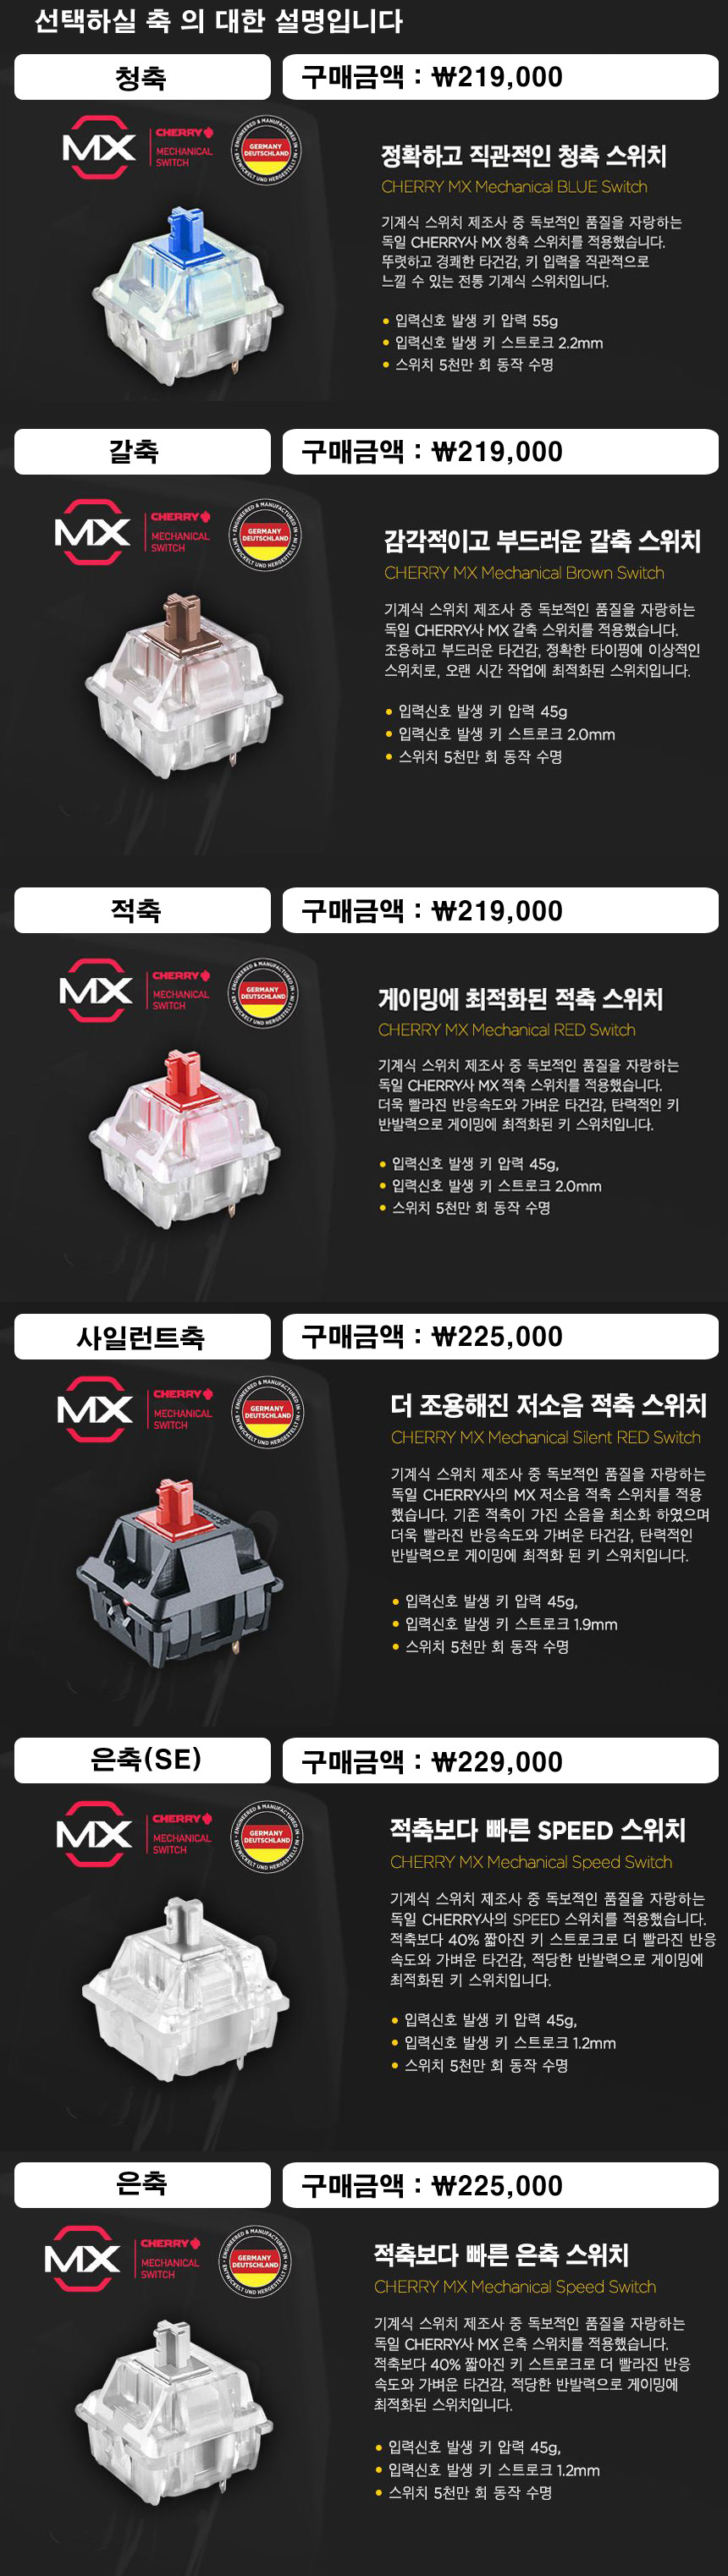 선택하실 축 의 대한 설명입니다
청축
구매금액 : ₩219,000
MX
CHERRY
MECHANICAL
SWITCH
ENGINEERED & MANUFACTURED IN
GERMANY
DEUTSCHLAND
ENTWICKELT UND HERGESTELLT IN
정확하고 직관적인 청축 스위치
CHERRY MX Mechanical BLUE Switch
기계식 스위치 제조사 중 독보적인 품질을 자랑하는
독일 CHERRY사 MX 청축 스위치를 적용했습니다.
뚜렷하고 경쾌한 타건감, 키 입력을 직관적으로
느낄 수 있는 전통 기계식 스위치입니다.
• 입력신호 발생 키 압력 55g
• 입력신호 발생 키 스트로크 2.2mm
• 스위치 5천만 회 동작 수명
갈축
구매금액 : ₩219,000
MX
CHERRY
MECHANICAL
SWITCH
ENGINEERED & MANUFACTURED IN
GERMANY
DEUTSCHLAND
ENTWICKELT UND HERGESTELLT IN
감각적이고 부드러운 갈축 스위치
CHERRY MX Mechanical Brown Switch
기계식 스위치 제조사 중 독보적인 품질을 자랑하는
독일 CHERRY사 MX 갈축 스위치를 적용했습니다.
조용하고 부드러운 타건감, 정확한 타이핑에 이상적인
스위치로, 오랜 시간 작업에 최적화된 스위치입니다.
• 입력신호 발생 키 압력 45g
• 입력신호 발생 키 스트로크 2.0mm
• 스위치 5천만 회 동작 수명
적축
구매금액 : ₩219,000
MX
CHERRY
MECHANICAL
SWITCH
ENGINEERED & MANUFACTURED IN
GERMANY
DEUTSCHLAND
ENTWICKELT UND HERGESTELLT IN
게이밍에 최적화된 적축 스위치
CHERRY MX Mechanical RED Switch
기계식 스위치 제조사 중 독보적인 품질을 자랑하는
독일 CHERRY사 MX 적축 스위치를 적용했습니다.
더욱 빨라진 반응속도와 가벼운 타건감, 탄력적인 키
반발력으로 게이밍에 최적화된 키 스위치입니다.
• 입력신호 발생 키 압력 45g,
• 입력신호 발생 키 스트로크 2.0mm
• 스위치 5천만 회 동작 수명
사일런트축
구매금액 : ₩225,000
MX
CHERRY
MECHANICAL
SWITCH
ENGINEERED & MANUFACTURED IN
GERMANY
DEUTSCHLAND
ENTWICKELT UND HERGESTELLT IN
더 조용해진 저소음 적축 스위치
CHERRY MX Mechanical Silent RED Switch
기계식 스위치 제조사 중 독보적인 품질을 자랑하는
독일 CHERRY사의 MX 저소음 적축 스위치를 적용
했습니다. 기존 적축이 가진 소음을 최소화 하였으며
더욱 빨라진 반응속도와 가벼운 타건감, 탄력적인
반발력으로 게이밍에 최적화 된 키 스위치입니다.
• 입력신호 발생 키 압력 45g,
• 입력신호 발생 키 스트로크 1.9mm
• 스위치 5천만 회 동작 수명
은축(SE)
구매금액 : ₩229,000
MX
CHERRY
MECHANICAL
SWITCH
ENGINEERED & MANUFACTURED IN
GERMANY
DEUTSCHLAND
ENTWICKELT UND HERGESTELLT IN
적축보다 빠른 SPEED 스위치
CHERRY MX Mechanical Speed Switch
기계식 스위치 제조사 중 독보적인 품질을 자랑하는
독일 CHERRY사의 SPEED 스위치를 적용했습니다.
적축보다 40% 짧아진 키 스트로크로 더 빨라진 반응
속도와 가벼운 타건감, 적당한 반발력으로 게이밍에
최적화된 키 스위치입니다.
• 입력신호 발생 키 압력 45g,
• 입력신호 발생 키 스트로크 1.2mm
• 스위치 5천만 회 동작 수명
은축
구매금액 : ₩225,000
MX
CHERRY
MECHANICAL
SWITCH
ENGINEERED & MANUFACTURED IN
GERMANY
DEUTSCHLAND
ENTWICKELT UND HERGESTELLT IN
적축보다 빠른 은축 스위치
CHERRY MX Mechanical Speed Switch
기계식 스위치 제조사 중 독보적인 품질을 자랑하는
독일 CHERRY사 MX 은축 스위치를 적용했습니다.
적축보다 40% 짧아진 키 스트로크로 더 빨라진 반응
속도와 가벼운 타건감, 적당한 반발력으로 게이밍에
최적화된 스위치입니다.
• 입력신호 발생 키 압력 45g,
• 입력신호 발생 키 스트로크 1.2mm
• 스위치 5천만 회 동작 수명